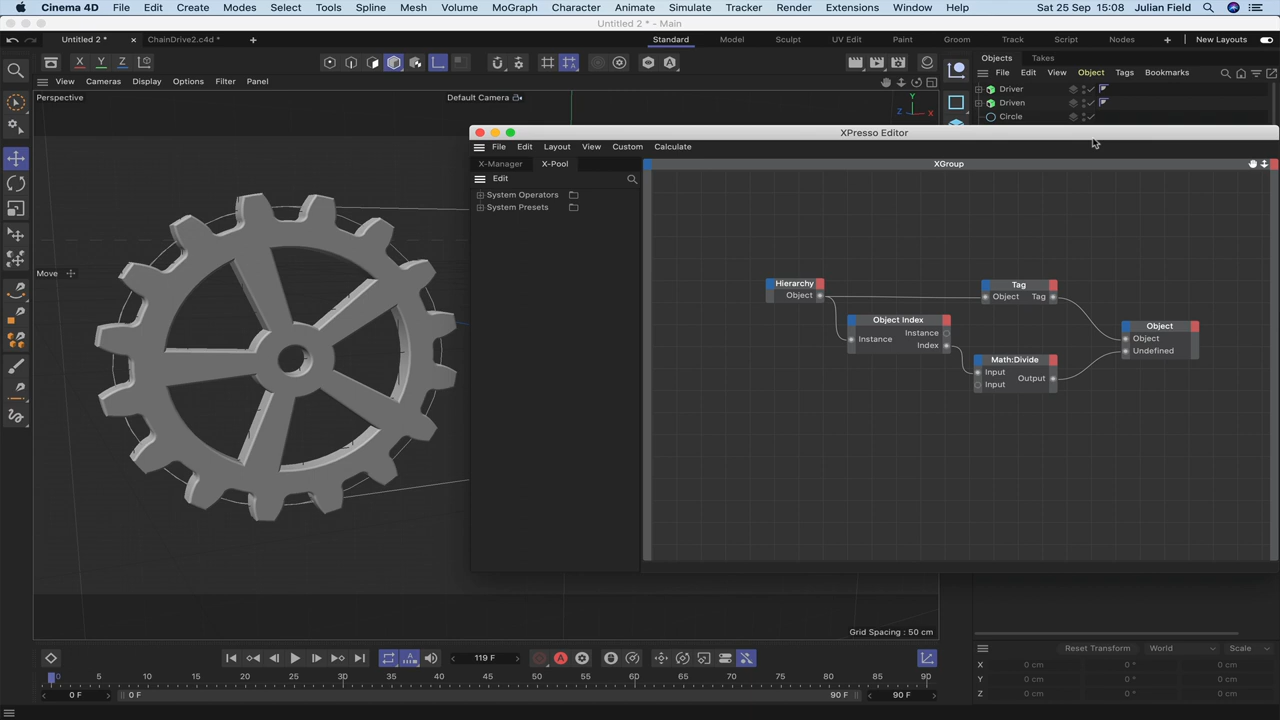 Cinema 4D File Edit Create Modes Select Tools Spline Mesh Volume MoGraph Character Animate Simulate Tracker Render Extensions Window Help Sat 25 Sep 15:08 Julian Field
Untitled 2 * - Main
Untitled 2 * ChainDrive2.c4d * Standard Model Sculpt UV Edit Paint Groom Track Script Nodes New Layouts
X Y Z
Objects Takes
View Cameras Display Options Filter Panel
File Edit View Object Tags Bookmarks
Perspective Default Camera
Y
Z X
Driver
Driven
Circle
XPresso Editor
File Edit Layout View Custom Calculate
X-Manager X-Pool XGroup
Edit
System Operators
System Presets
Move
Hierarchy
Object
Tag
Object Tag
Object Index
Instance
Instance
Index
Math:Divide
Input
Output
Input
Object
Object
Undefined
Grid Spacing : 50 cm
119 F
Reset Transform World Scale
X 0 cm 0 ° 0 cm
Y 0 cm 0 ° 0 cm
Z 0 cm 0 ° 0 cm
0 5 10 15 20 25 30 35 40 45 50 55 60 65 70 75 80 85 90
0 F 0 F 90 F 90 F